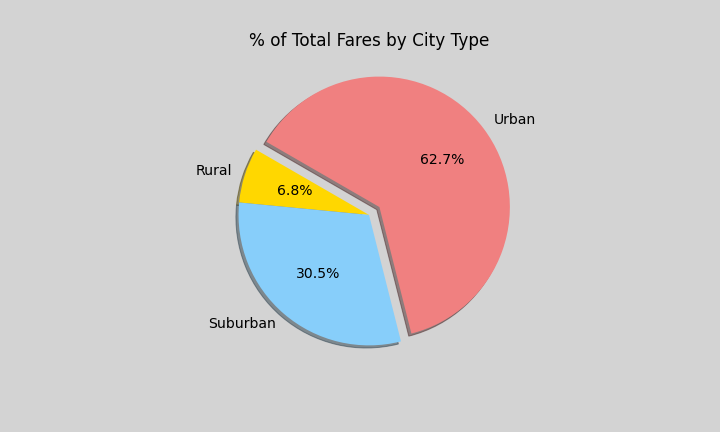 % of Total Fares by City Type
Urban
62.7%
Rural
6.8%
30.5%
Suburban